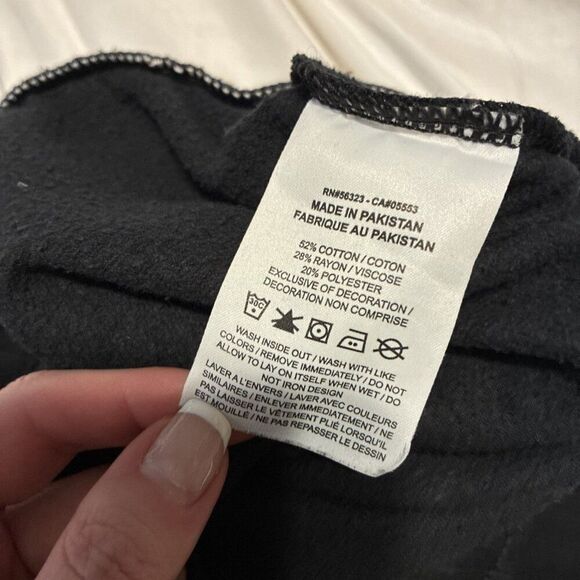 RN#56323 - CA#05553
MADE IN PAKISTAN
FABRIQUE AU PAKISTAN
52% COTTON / COTON
28% RAYON / VISCOSE
20% POLYESTER
EXCLUSIVE OF DECORATION /
DECORATION NON COMPRISE
30C
WASH INSIDE OUT / WASH WITH LIKE
COLORS / REMOVE IMMEDIATELY / DO NOT
ALLOW TO LAY ON ITSELF WHEN WET / DO
NOT IRON DESIGN
LAVER A L'ENVERS / LAVER AVEC COULEURS
SIMILAIRES / ENLEVER IMMEDIATEMENT / NE
PAS LAISSER LE VÊTEMENT PLIÉ LORSQU'IL
EST MOUILLÉ / NE PAS REPASSER LE DESSIN